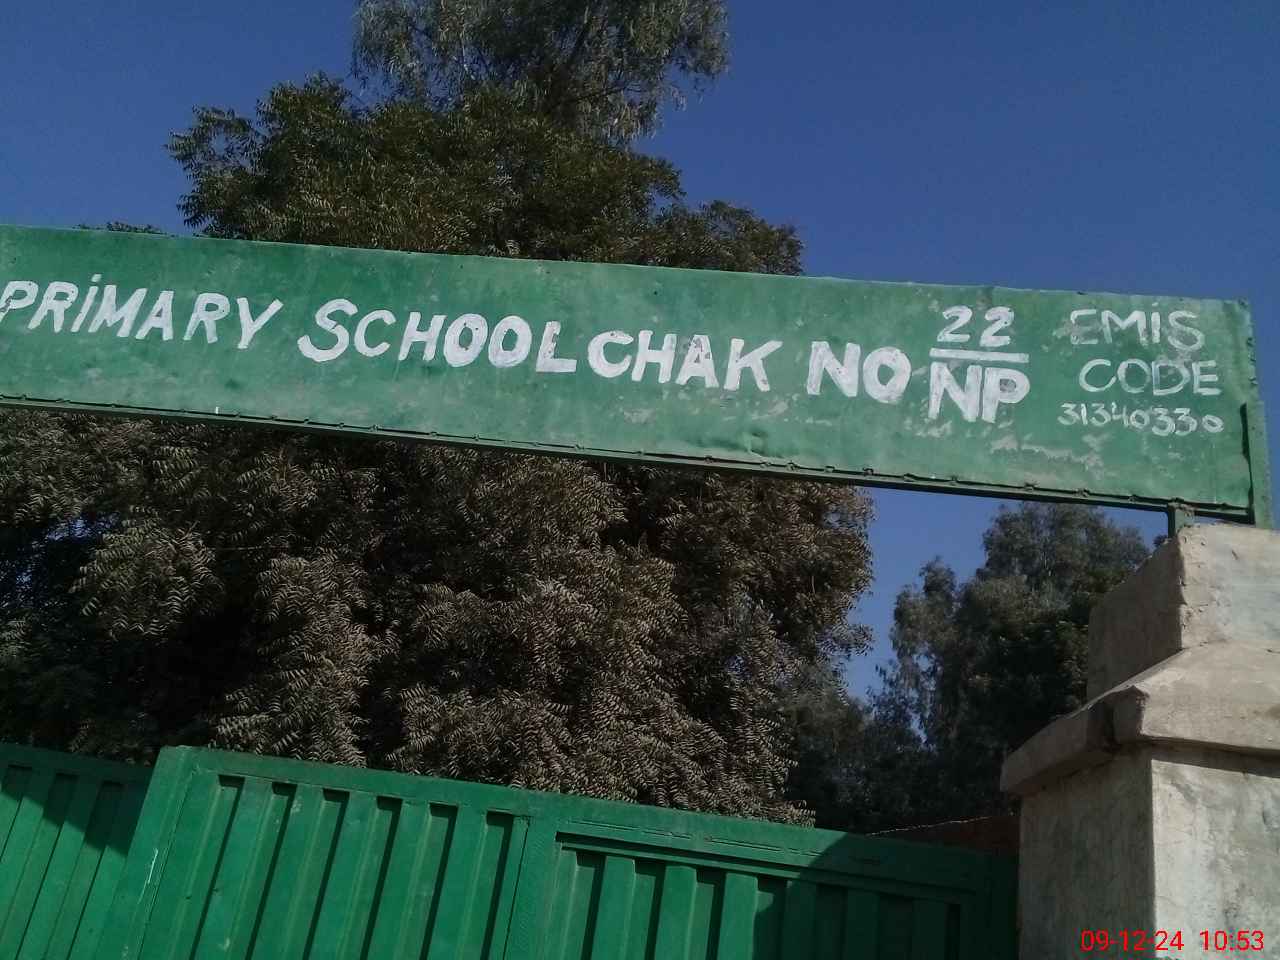 PRiMARY SCHOOL CHAK NO 22/NP
EMIS
CODE
31340330
09-12-24 10:53